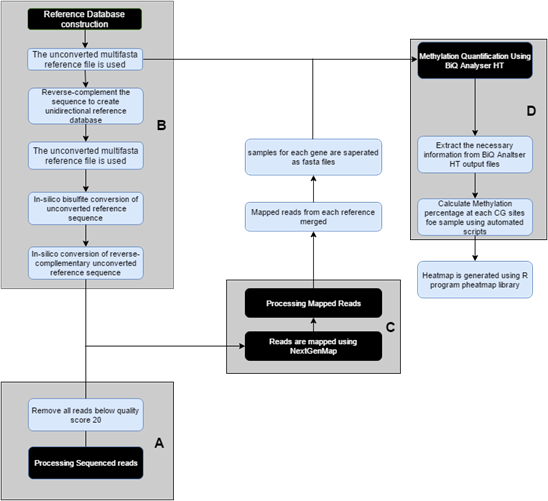 Reference Database
construction
The unconverted multifasta
reference file is used
Reverse-complement the
sequence to create
unidirectional reference
database
The unconverted multifasta
reference file is used
In-silico bisulfite conversion of
unconverted reference
sequence
In-silico conversion of reverse-
complementary unconverted
reference sequence
B
samples for each gene are saperated
as fasta files
Mapped reads from each reference
merged
Processing Mapped Reads
Reads are mapped using
NextGenMap
C
Methylation Quantification Using
BiQ Analyser HT
D
Extract the necessary
information from BiQ Analtser
HT output files
Calculate Methylation
percentage at each CG sites
foe sample using automated
scripts
Heatmap is generated using R
program pheatmap library
Remove all reads below quality
score 20
A
Processing Sequenced reads